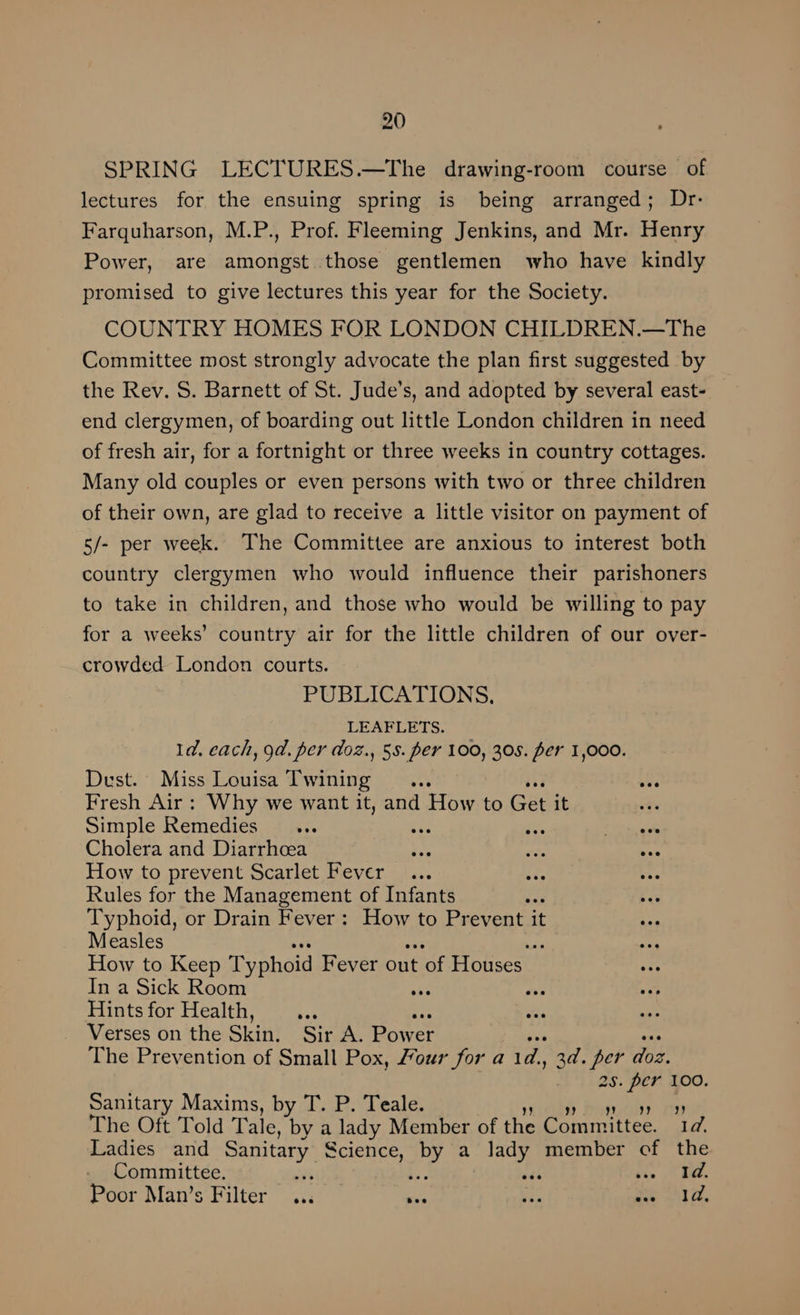 20
SPRING LECTURES.—The drawing-room course of
lectures for the ensuing spring is being arranged; Dr·
Farquharson, M.P., Prof. Fleeming Jenkins, and Mr. Henry
Power, are amongst those gentlemen who have kindly
promised to give lectures this year for the Society.
COUNTRY HOMES FOR LONDON CHILDREN.—The
Committee most strongly advocate the plan first suggested by
the Rev. S. Barnett of St. Jude's, and adopted by several east-
end clergymen, of boarding out little London children in need
of fresh air, for a fortnight or three weeks in country cottages.
Many old couples or even persons with two or three children
of their own, are glad to receive a little visitor on payment of
5/- per week. The Committee are anxious to interest both
country clergymen who would influence their parishoners
to take in children, and those who would be willing to pay
for a weeks' country air for the little children of our over-
crowded London courts.
PUBLICATIONS,
LEAFLETS.
1d. each, 9d. per doz., 5s. per 100, 30s. per 1,000.
Dust. Miss Louisa Twining ... ... ...
Fresh Air: Why we want it, and How to Get it ...
Simple Remedies ... ... ... ...
Cholera and Diarrhœa ... ... ...
How to prevent Scarlet Fever ... ... ...
Rules for the Management of Infants ... ...
Typhoid, or Drain Fever: How to Prevent it ...
Measles ... ... ... ...
How to Keep Typhoid Fever out of Houses ...
In a Sick Room ... ... ...
Hints for Health, ... ... ... ...
Verses on the Skin. Sir A. Power ... ...
The Prevention of Small Pox, Four for a 1d., 3d. per doz.
2s. per 100.
Sanitary Maxims, by T. P. Teale. ,, ,, ,, ,, ,,
The Oft Told Tale, by a lady Member of the Committee. 1d.
Ladies and Sanitary Science, by a lady member of the
Committee. ... ... ... ... 1d.
Poor Man's Filter ... ... ... ... 1d.